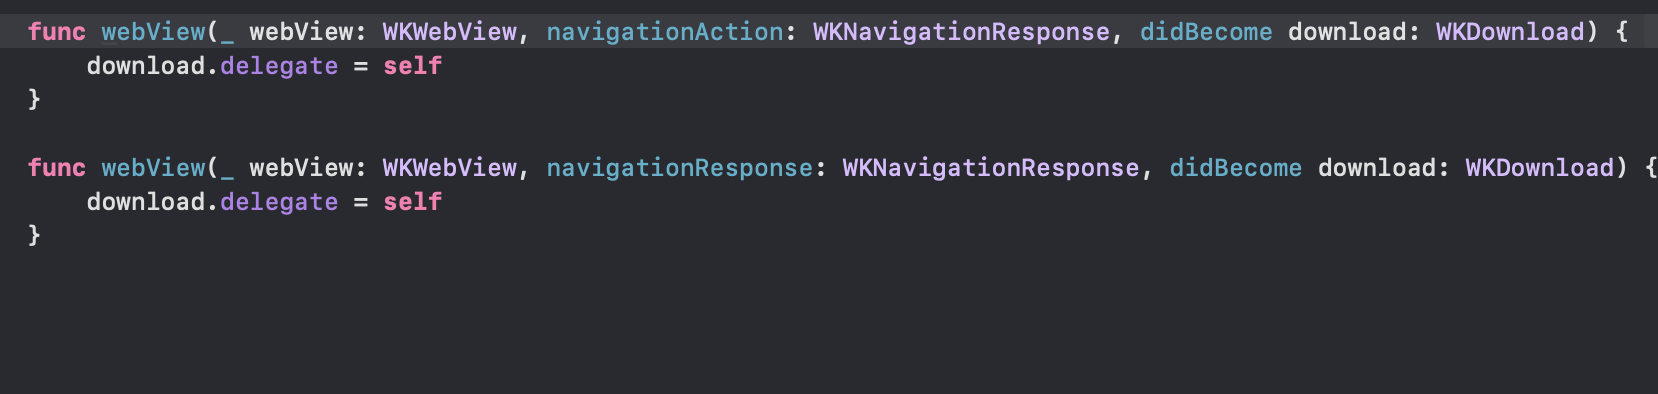 func webView(_ webView: WKWebView, navigationAction: WKNavigationResponse, didBecome download: WKDownload) {
    download.delegate = self
}

func webView(_ webView: WKWebView, navigationResponse: WKNavigationResponse, didBecome download: WKDownload) {
    download.delegate = self
}